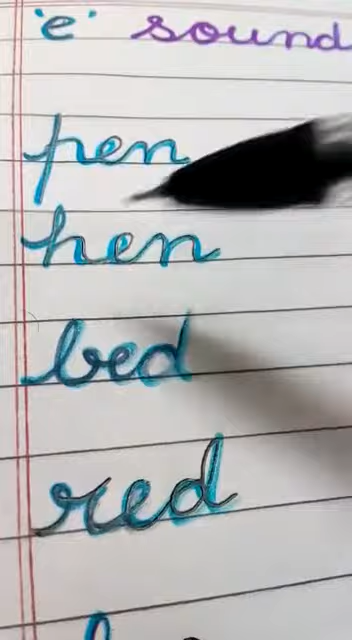 'e' sound
pen
hen
bed
red